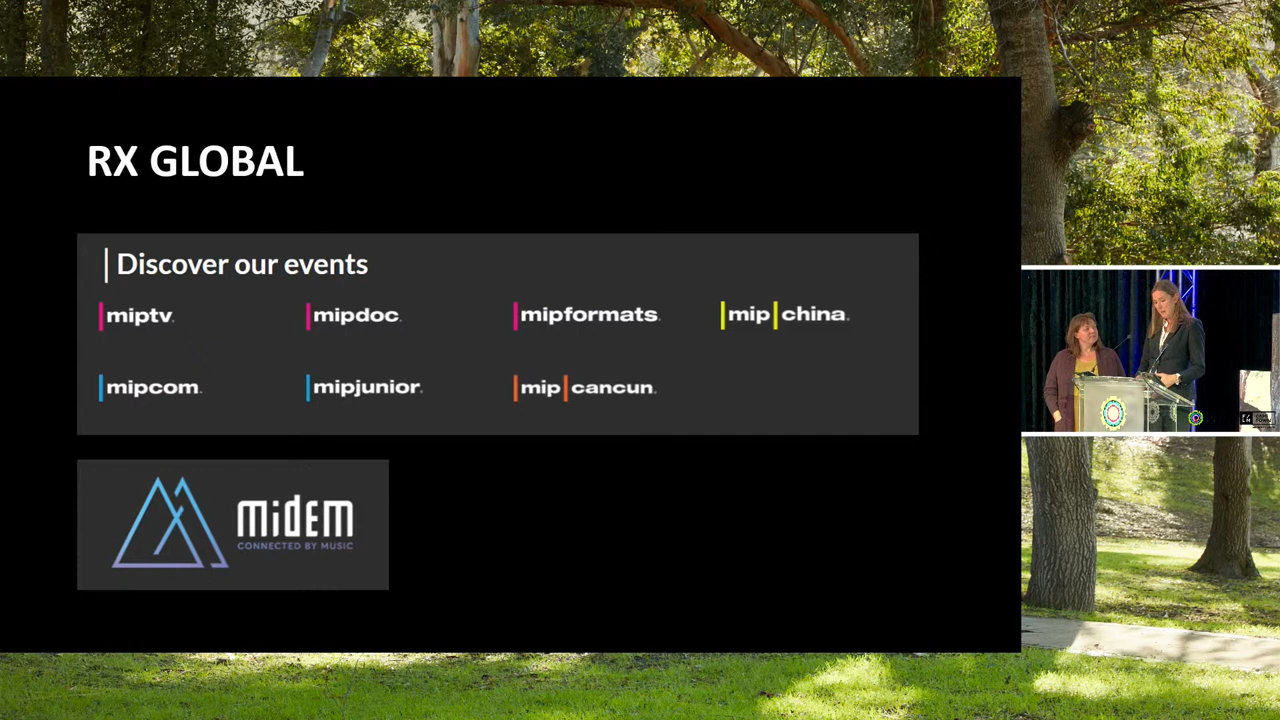 RX GLOBAL
Discover our events
miptv. mipdoc. mipformats. mip|china.
mipcom. mipjunior. mip|cancun.
midem
CONNECTED BY MUSIC